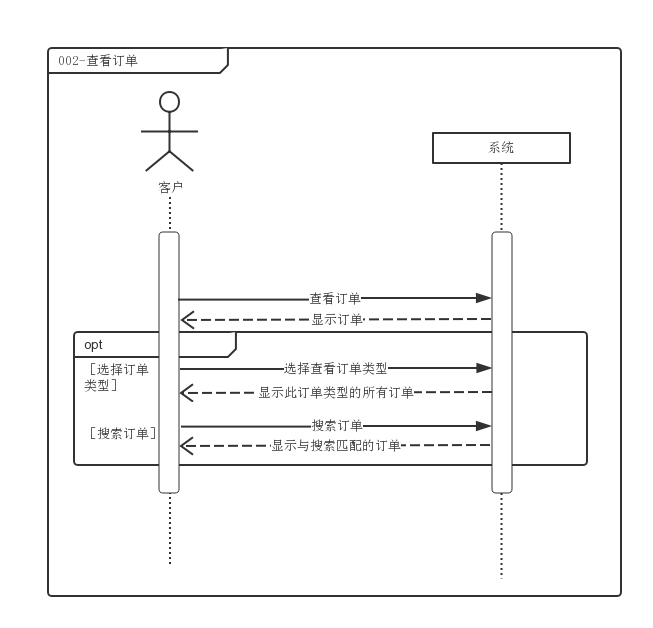 002-查看订单
系统
客户
查看订单
显示订单
opt
[选择订单
类型]
选择查看订单类型
显示此订单类型的所有订单
搜索订单
[搜索订单]
显示与搜索匹配的订单